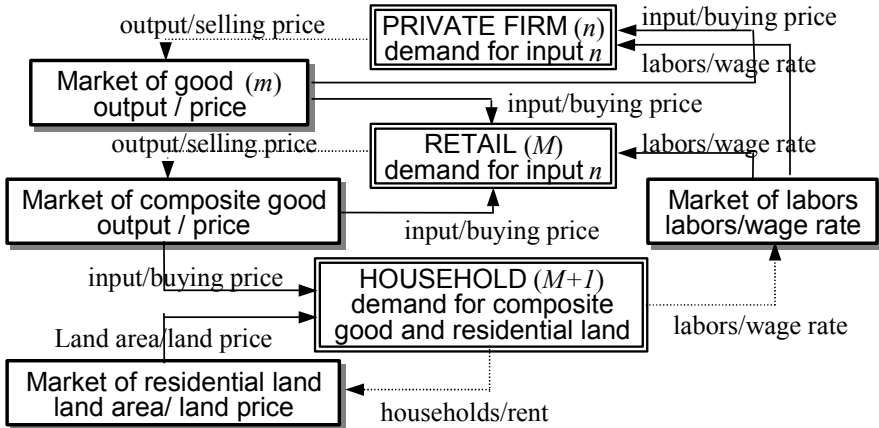 output/selling price
PRIVATE FIRM (n)
demand for input n
input/buying price
labors/wage rate
Market of good (m)
output / price
input/buying price
output/selling price
RETAIL (M)
demand for input n
labors/wage rate
Market of composite good
output / price
input/buying price
Market of labors
labors/wage rate
input/buying price
HOUSEHOLD (M+1)
demand for composite
good and residential land
labors/wage rate
Land area/land price
Market of residential land
land area/ land price
households/rent